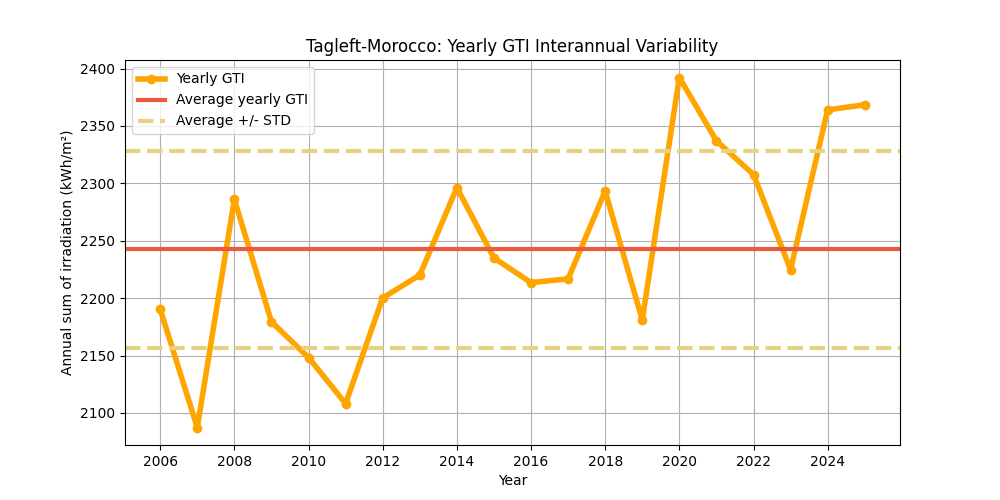 Tagleft-Morocco: Yearly GTI Interannual Variability
Yearly GTI
Average yearly GTI
Average +/- STD
Annual sum of irradiation (kWh/m²)
2400
2350
2300
2250
2200
2150
2100
2006 2008 2010 2012 2014 2016 2018 2020 2022 2024
Year